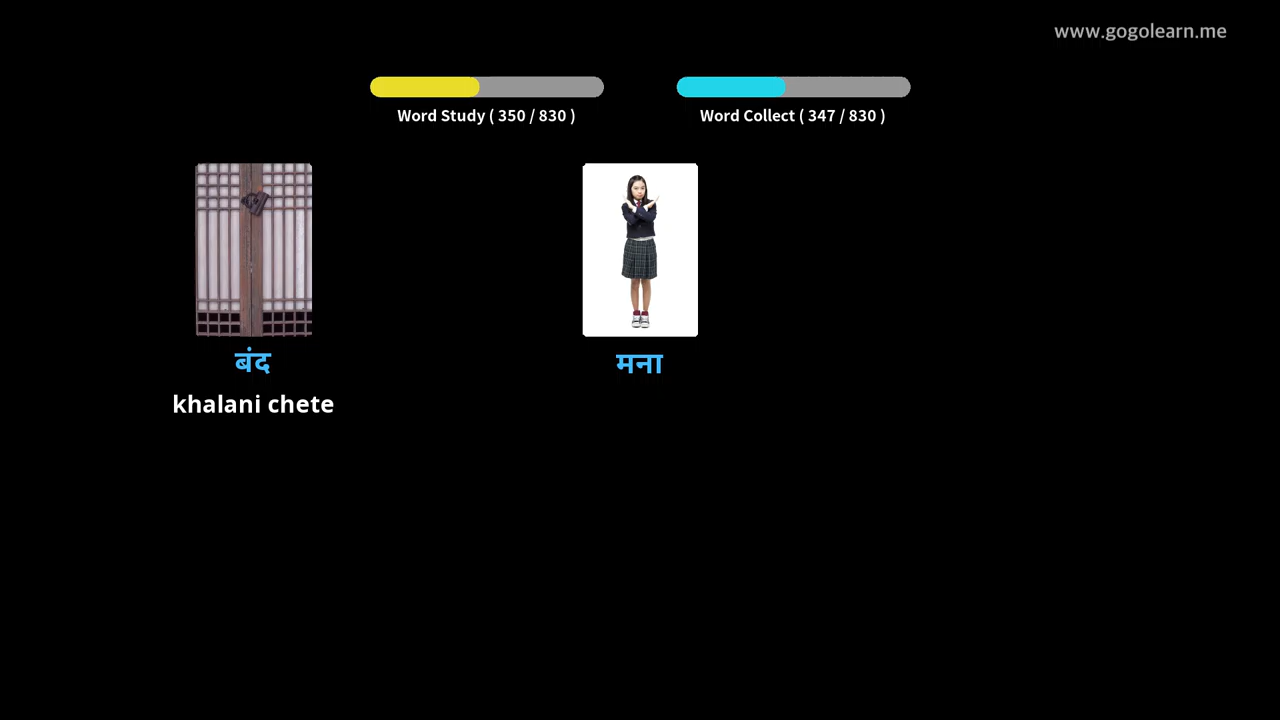 www.gogolearn.me
Word Study ( 350 / 830 )
Word Collect ( 347 / 830 )
बंद
मना
khalani chete